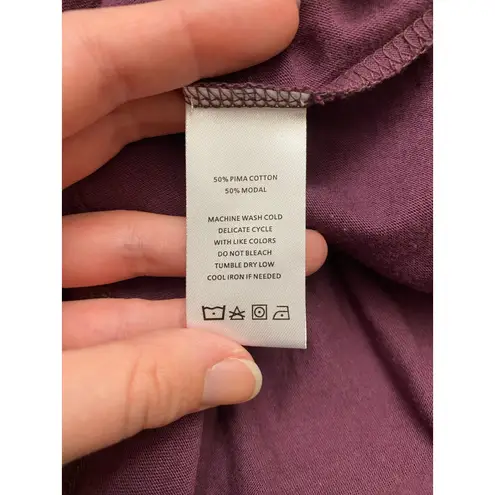 50% PIMA COTTON
50% MODAL
MACHINE WASH COLD
DELICATE CYCLE
WITH LIKE COLORS
DO NOT BLEACH
TUMBLE DRY LOW
COOL IRON IF NEEDED